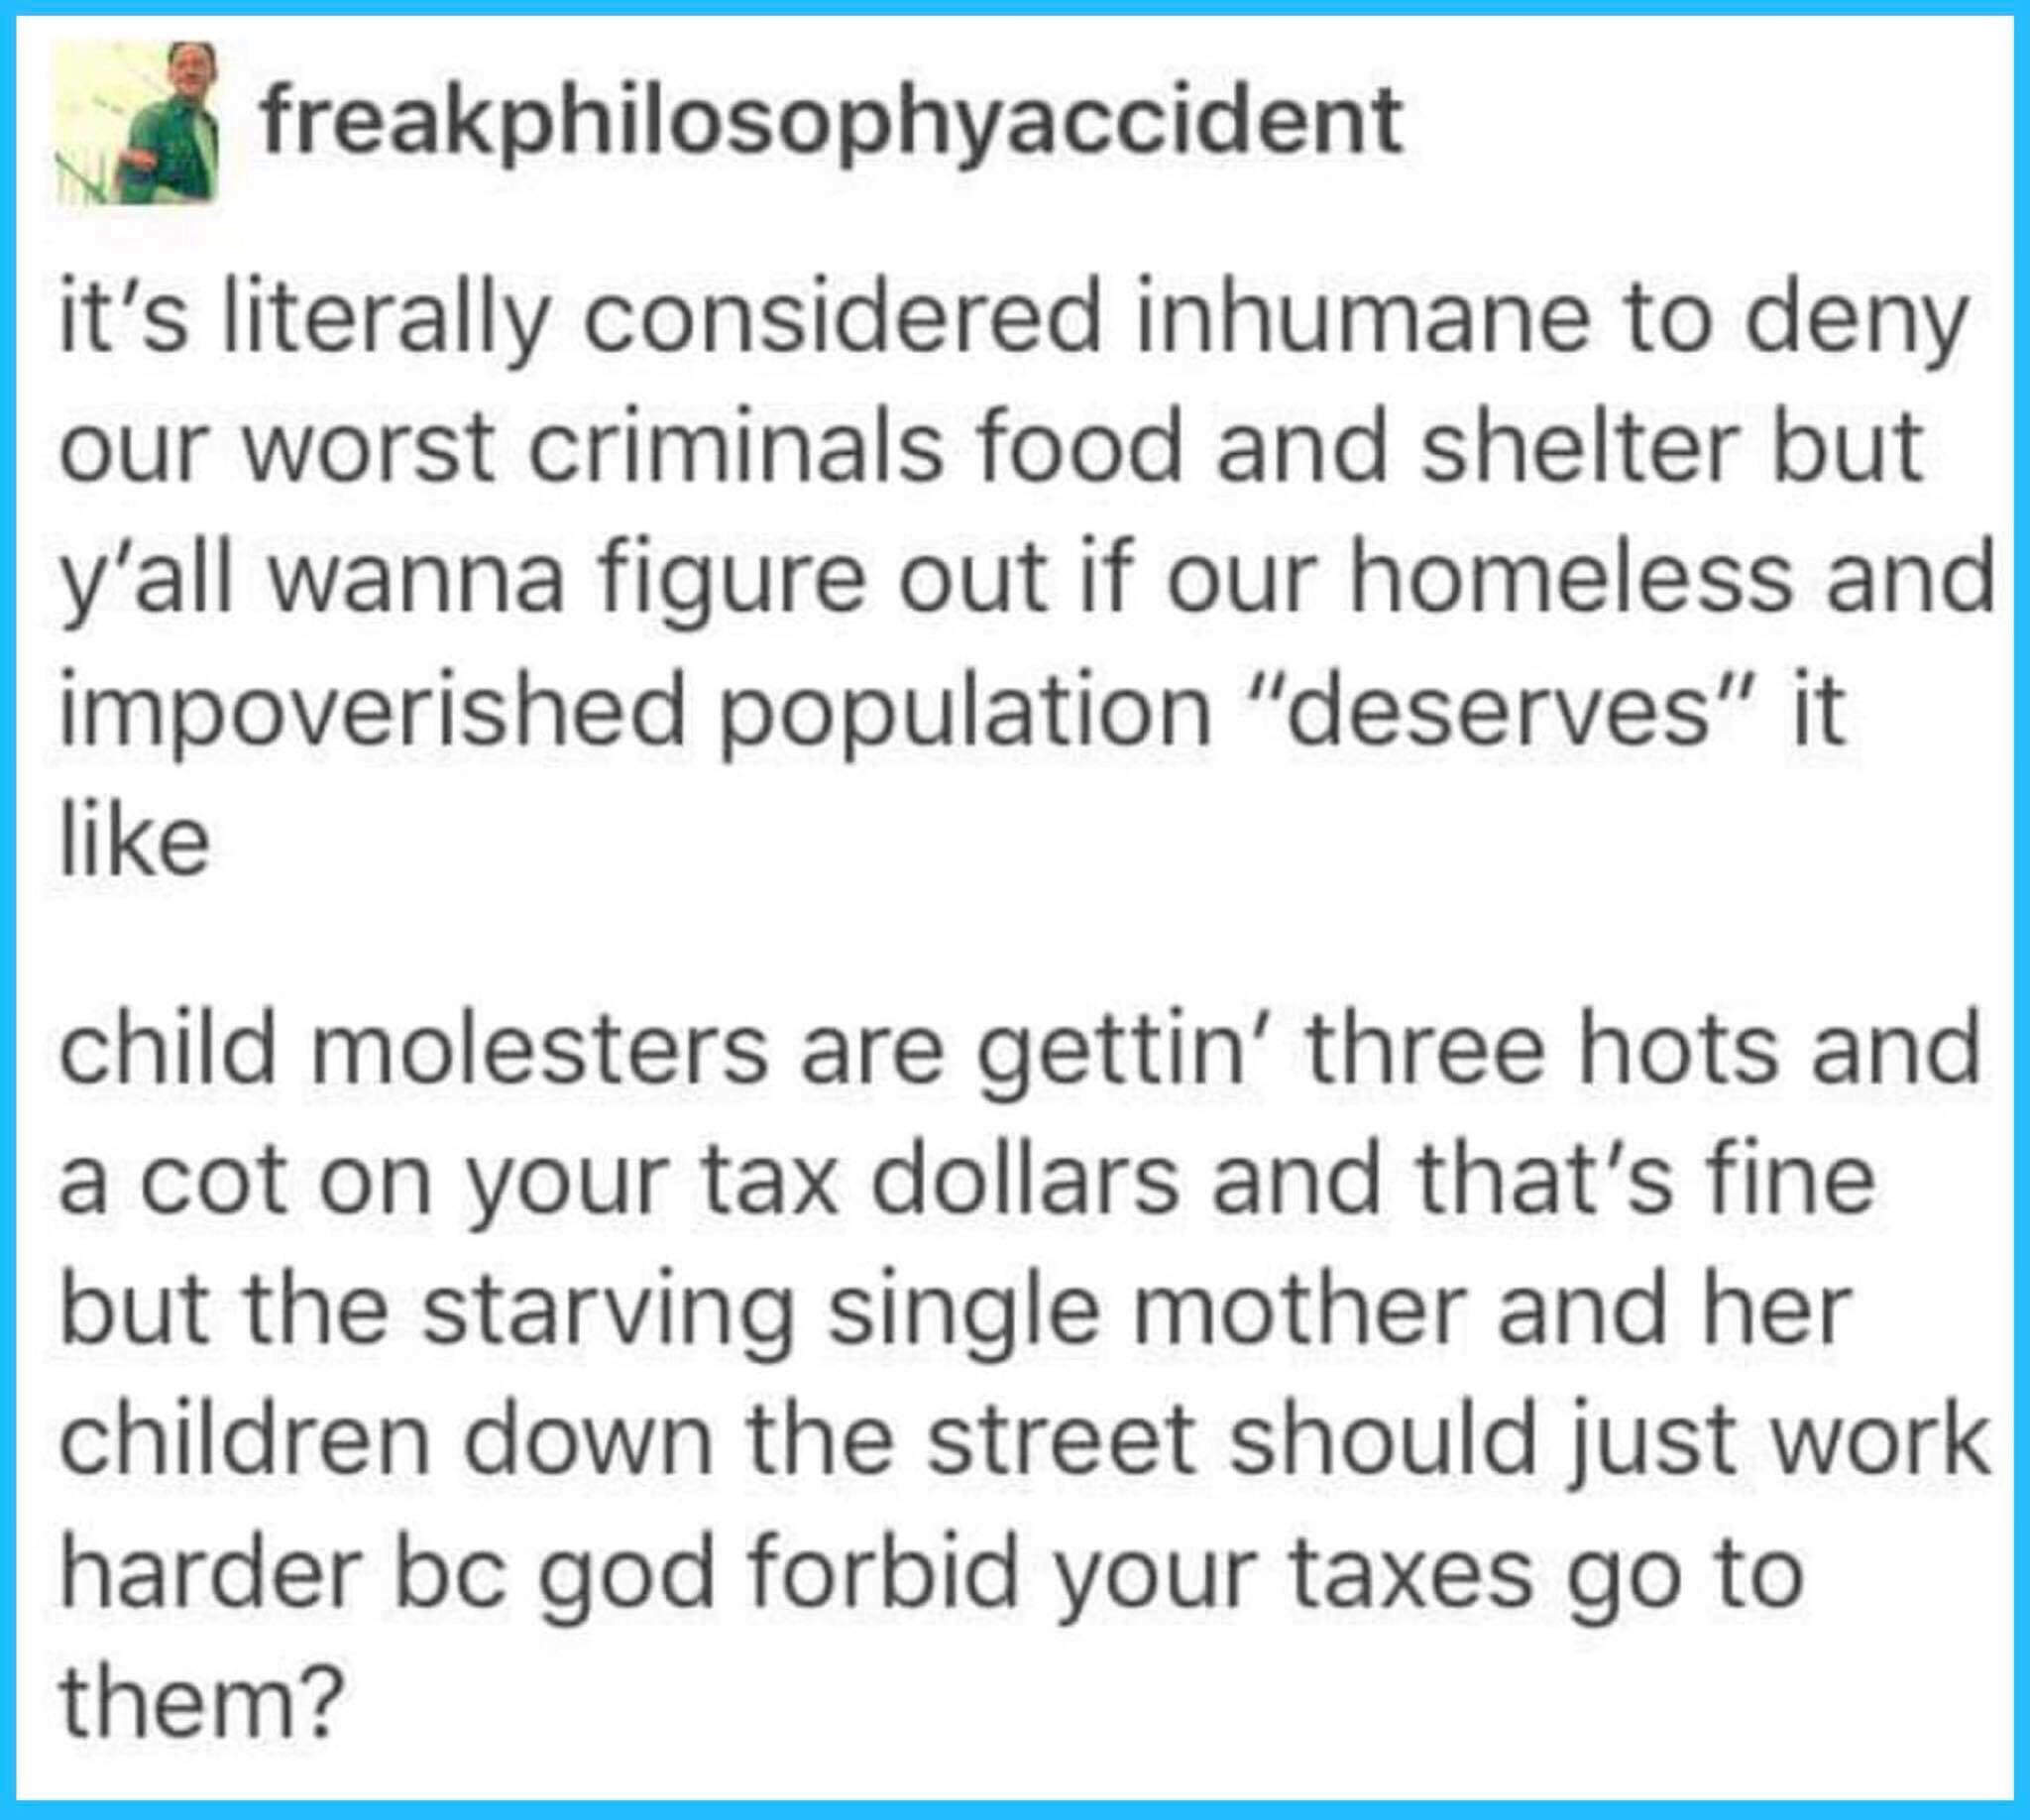 freakphilosophyaccident
it’s literally considered inhumane to deny
our worst criminals food and shelter but
y’all wanna figure out if our homeless and
impoverished population “deserves” it
like
child molesters are gettin’ three hots and
a cot on your tax dollars and that’s fine
but the starving single mother and her
children down the street should just work
harder bc god forbid your taxes go to
them?